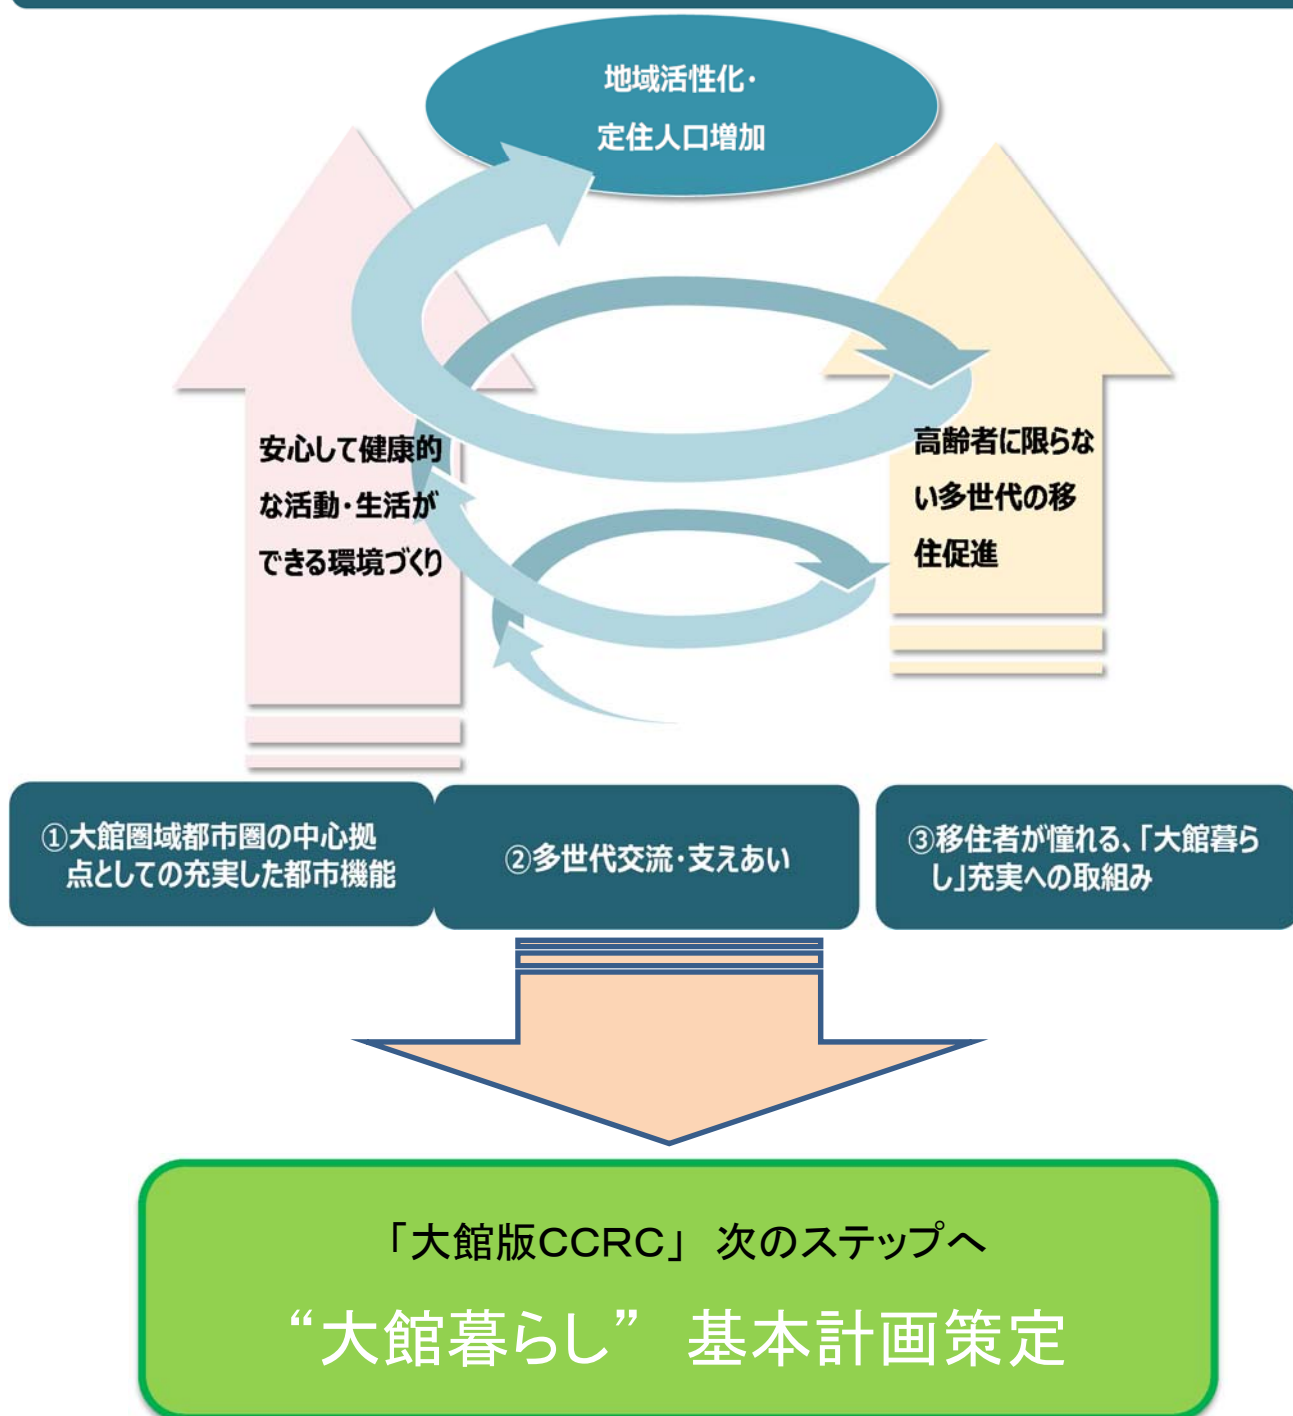 地域活性化・
定住人口増加
安心して健康的
な活動・生活が
できる環境づくり
高齢者に限らな
い多世代の移
住促進
①大館圏域都市圏の中心拠
点としての充実した都市機能
②多世代交流・支えあい
③移住者が憧れる、「大館暮ら
し」充実への取組み
「大館版CCRC」 次のステップへ
“大館暮らし” 基本計画策定